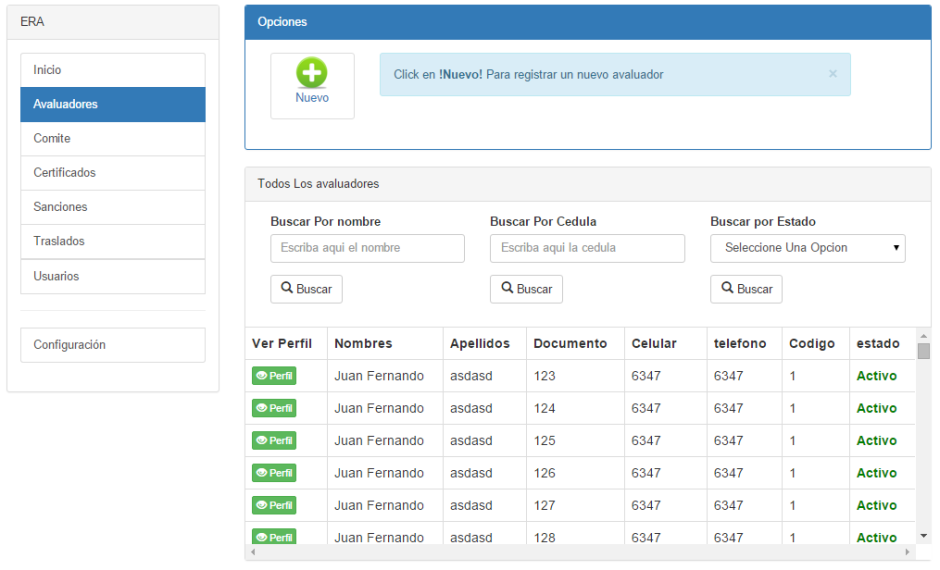 ERA
Inicio
Avaluadores
Comite
Certificados
Sanciones
Traslados
Usuarios
Configuración
Opciones
Nuevo
Click en !Nuevo! Para registrar un nuevo avaluador ×
Todos Los avaluadores
Buscar Por nombre Buscar Por Cedula Buscar por Estado
Escriba aqui el nombre Escriba aqui la cedula Seleccione Una Opcion
Buscar Buscar Buscar
Ver Perfil Nombres Apellidos Documento Celular telefono Codigo estado
Perfil Juan Fernando asdasd 123 6347 6347 1 Activo
Perfil Juan Fernando asdasd 124 6347 6347 1 Activo
Perfil Juan Fernando asdasd 125 6347 6347 1 Activo
Perfil Juan Fernando asdasd 126 6347 6347 1 Activo
Perfil Juan Fernando asdasd 127 6347 6347 1 Activo
Perfil Juan Fernando asdasd 128 6347 6347 1 Activo